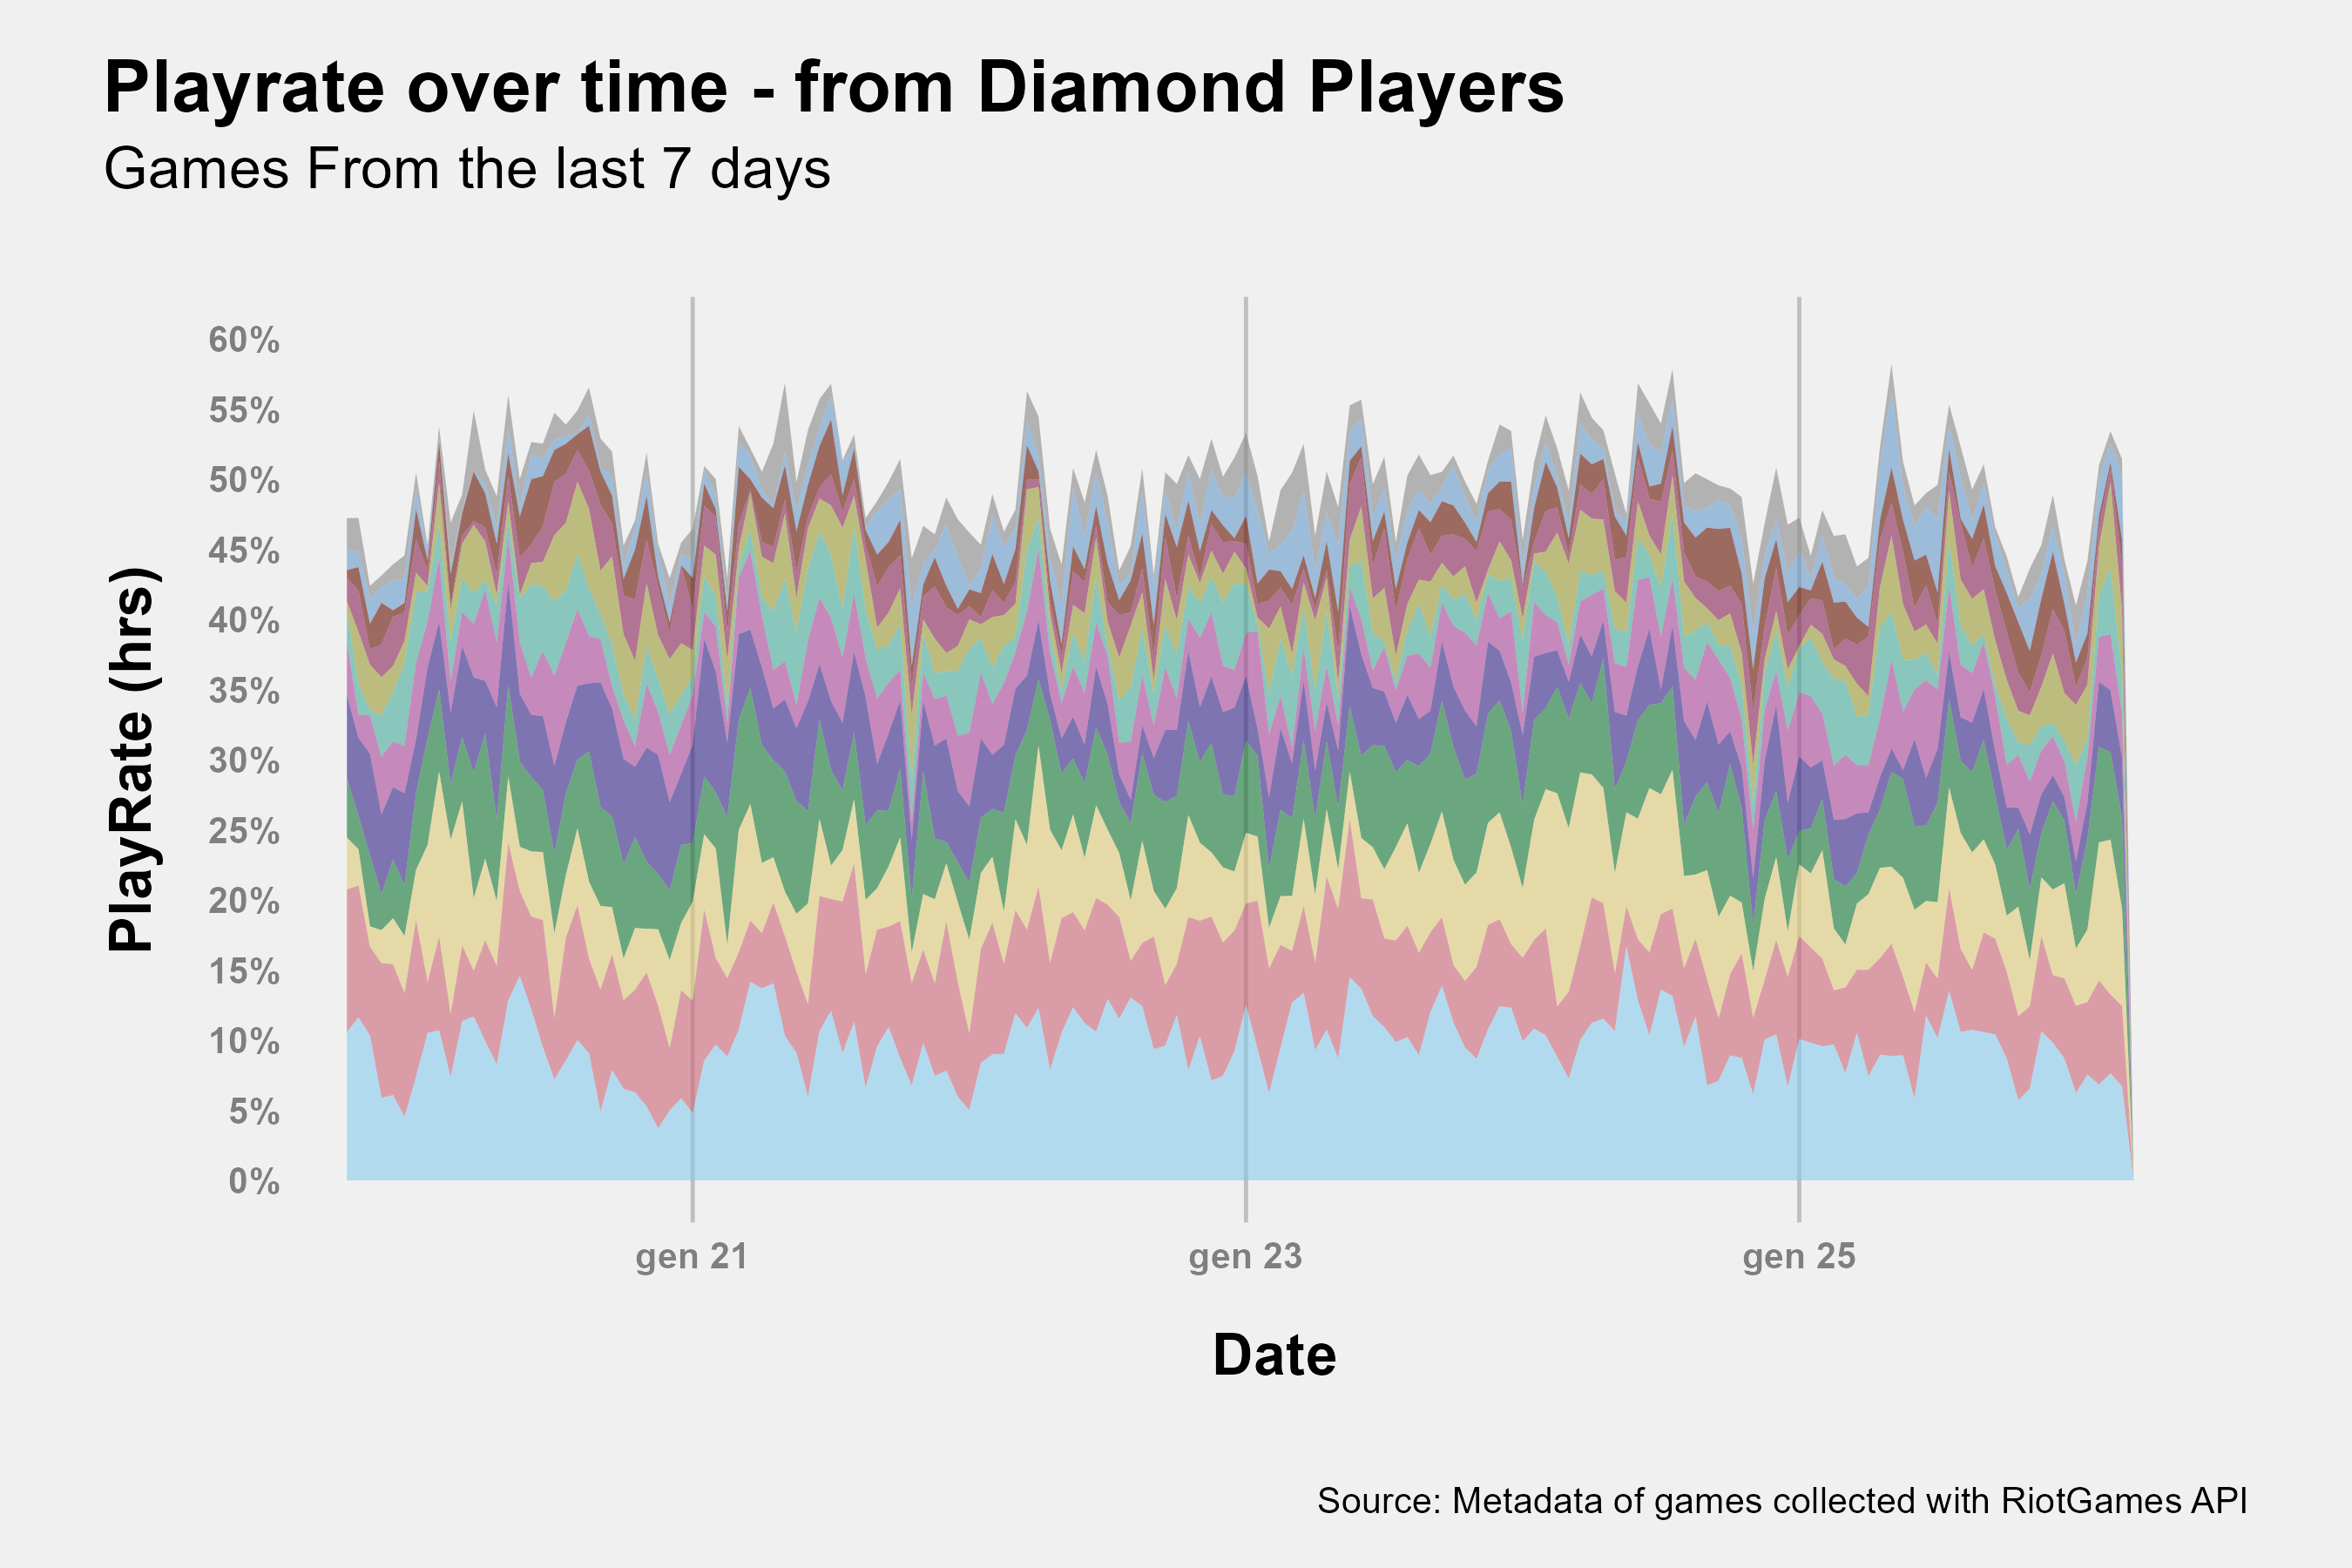 Playrate over time - from Diamond Players
Games From the last 7 days
60%
55%
50%
45%
40%
35%
30%
25%
20%
15%
10%
5%
0%
PlayRate (hrs)
gen 21
gen 23
gen 25
Date
Source: Metadata of games collected with RiotGames API